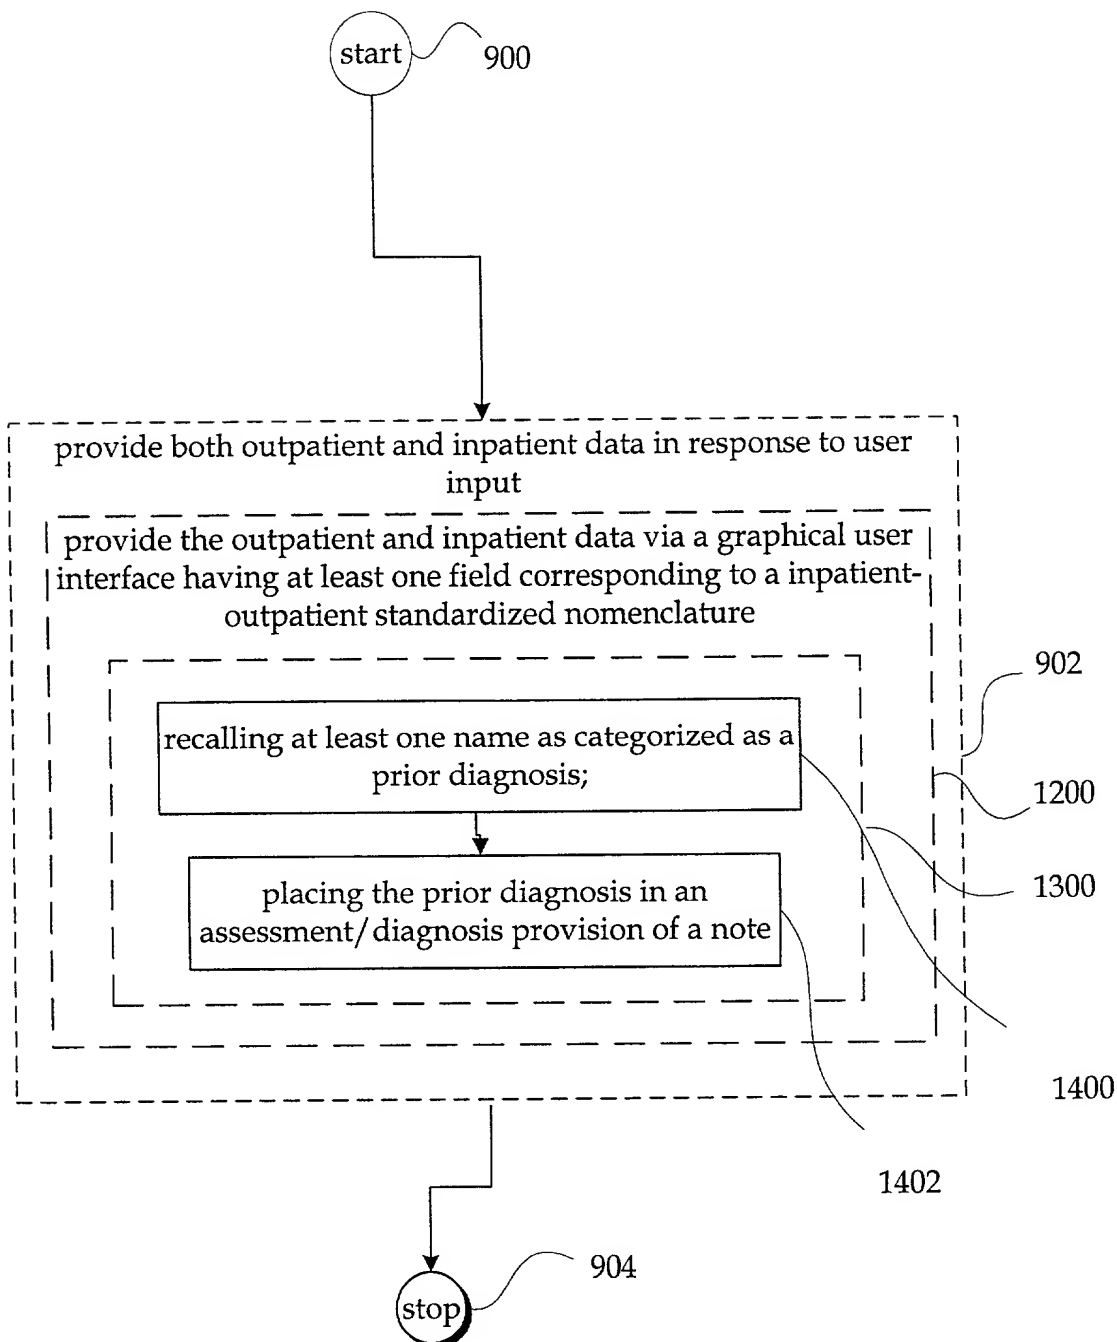 start
900
provide both outpatient and inpatient data in response to user
input
provide the outpatient and inpatient data via a graphical user
interface having at least one field corresponding to a inpatient-
outpatient standardized nomenclature
902
recalling at least one name as categorized as a
prior diagnosis;
1200
placing the prior diagnosis in an
assessment/diagnosis provision of a note
1300
1400
1402
904
stop